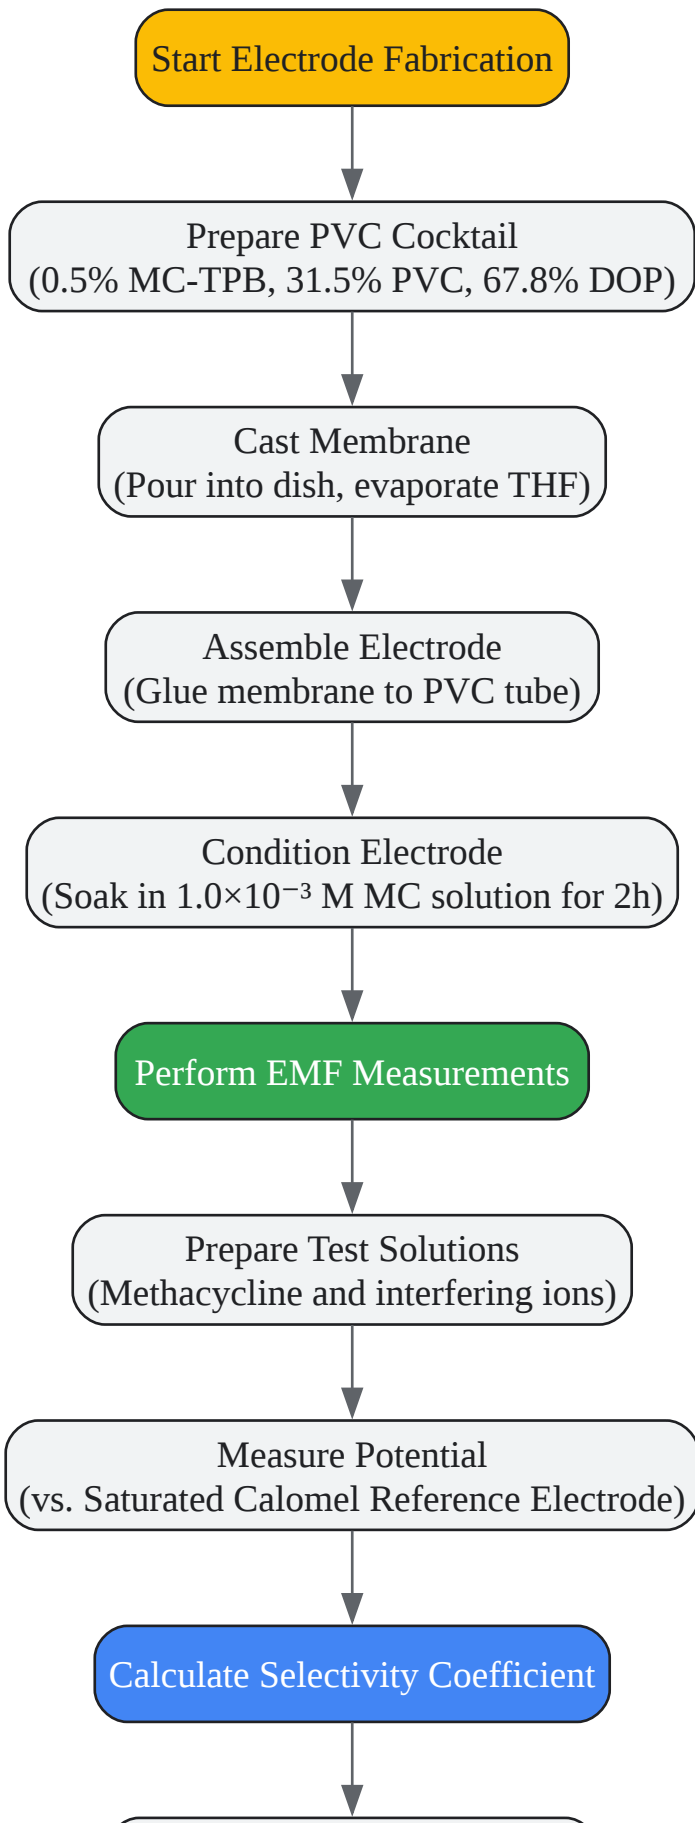 Start Electrode Fabrication
Prepare PVC Cocktail
(0.5% MC-TPB, 31.5% PVC, 67.8% DOP)
Cast Membrane
(Pour into dish, evaporate THF)
Assemble Electrode
(Glue membrane to PVC tube)
Condition Electrode
(Soak in 1.0×10⁻³ M MC solution for 2h)
Perform EMF Measurements
Prepare Test Solutions
(Methacycline and interfering ions)
Measure Potential
(vs. Saturated Calomel Reference Electrode)
Calculate Selectivity Coefficient